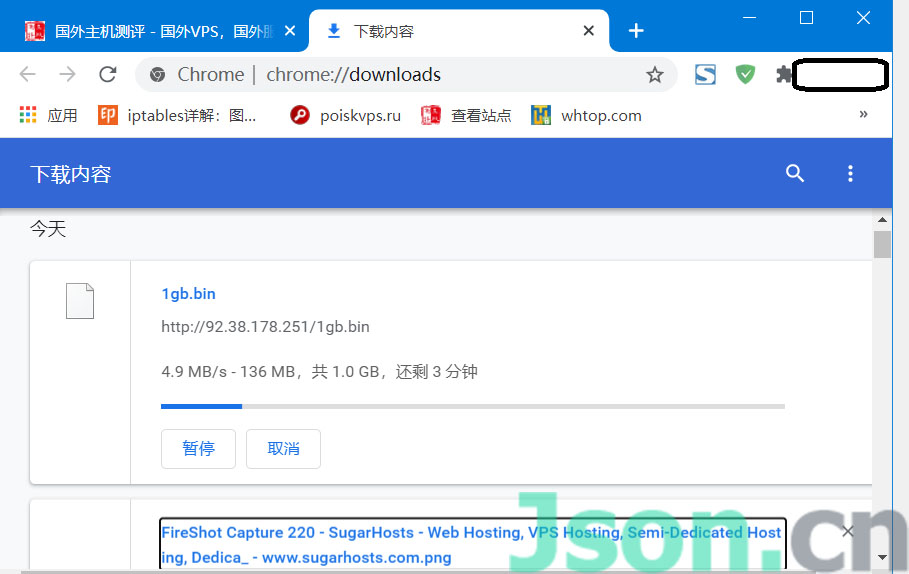 国外主机测评 - 国外VPS，国外服
下载内容
Chrome | chrome://downloads
应用
iptables详解：图...
poiskvps.ru
查看站点
whtop.com
»
下载内容
今天
1gb.bin
http://92.38.178.251/1gb.bin
4.9 MB/s - 136 MB，共 1.0 GB，还剩 3 分钟
暂停
取消
FireShot Capture 220 - SugarHosts - Web Hosting, VPS Hosting, Semi-Dedicated Host
ing, Dedica_ - www.sugarhosts.com.png
Json.cn